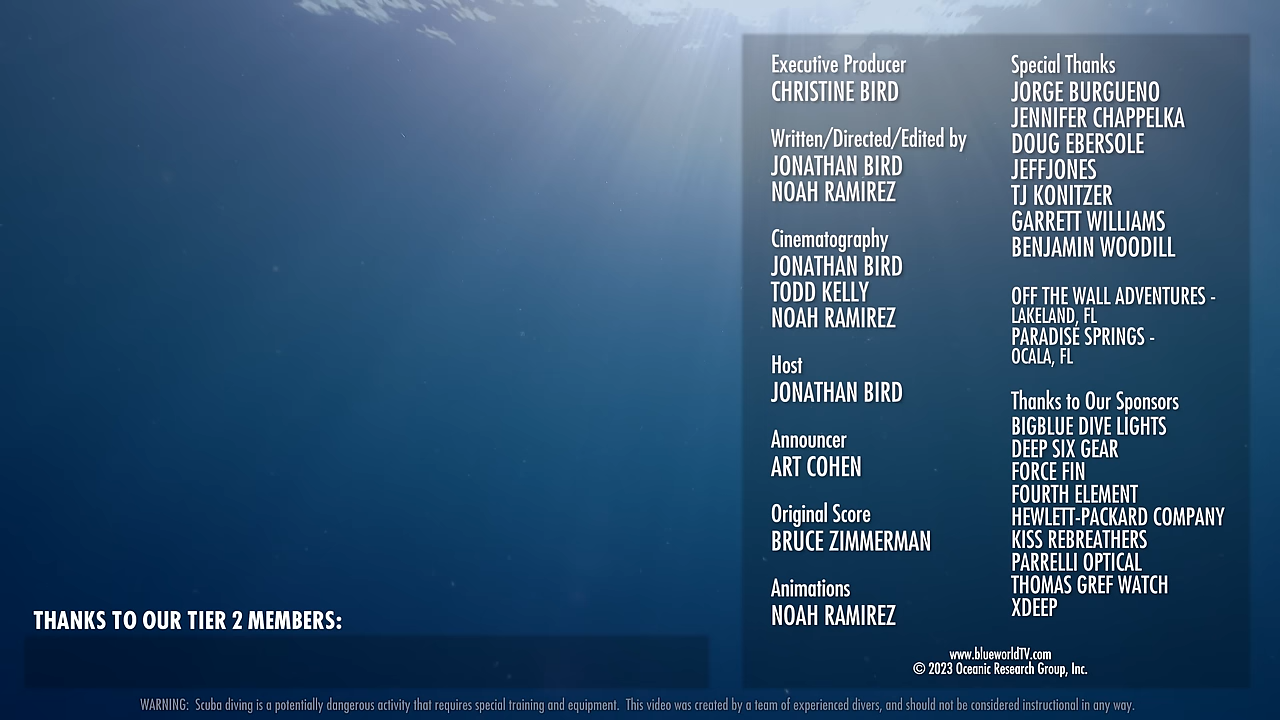 Executive Producer
CHRISTINE BIRD
Written/Directed/Edited by
JONATHAN BIRD
NOAH RAMIREZ
Cinematography
JONATHAN BIRD
TODD KELLY
NOAH RAMIREZ
Host
JONATHAN BIRD
Announcer
ART COHEN
Original Score
BRUCE ZIMMERMAN
Animations
NOAH RAMIREZ
Special Thanks
JORGE BURGUENO
JENNIFER CHAPPELKA
DOUG EBERSOLE
JEFFJONES
TJ KONITZER
GARRETT WILLIAMS
BENJAMIN WOODILL
OFF THE WALL ADVENTURES -
LAKELAND, FL
PARADISE SPRINGS -
OCALA, FL
Thanks to Our Sponsors
BIGBLUE DIVE LIGHTS
DEEP SIX GEAR
FORCE FIN
FOURTH ELEMENT
HEWLETT-PACKARD COMPANY
KISS REBREATHERS
PARRELLI OPTICAL
THOMAS GREF WATCH
XDEEP
www.blueworldTV.com
© 2023 Oceanic Research Group, Inc.
THANKS TO OUR TIER 2 MEMBERS:
WARNING: Scuba diving is a potentially dangerous activity that requires special training and equipment. This video was created by a team of experienced divers, and should not be considered instructional in any way.